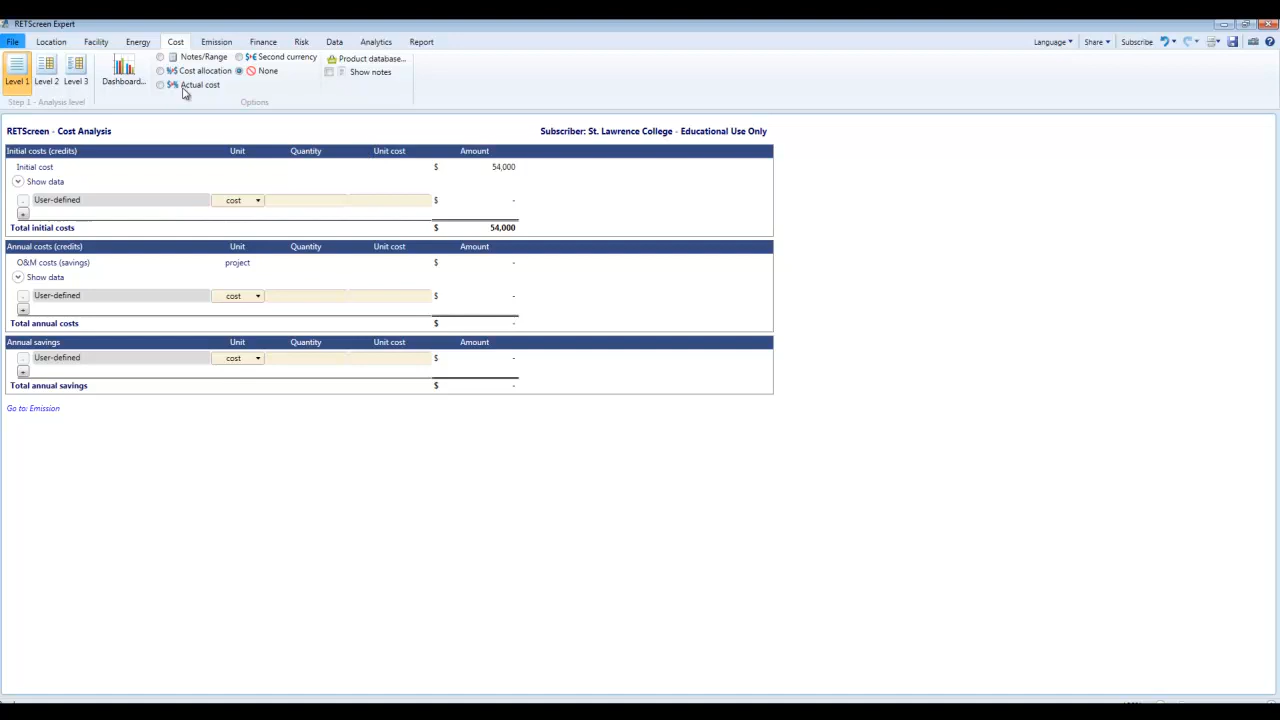 RETScreen Expert
File Location Facility Energy Cost Emission Finance Risk Data Analytics Report Language Share Subscribe
Notes/Range Second currency Product database...
Level 1 Level 2 Level 3 Dashboard... Cost allocation None Show notes
Actual cost
Step 1 - Analysis level Options
RETScreen - Cost Analysis Subscriber: St. Lawrence College - Educational Use Only
Initial costs (credits) Unit Quantity Unit cost Amount
Initial cost $ 54,000
Show data
User-defined cost $ -
Total initial costs $ 54,000
Annual costs (credits) Unit Quantity Unit cost Amount
O&M costs (savings) project $ -
Show data
User-defined cost $ -
Total annual costs $ -
Annual savings Unit Quantity Unit cost Amount
User-defined cost $ -
Total annual savings $ -
Go to: Emission